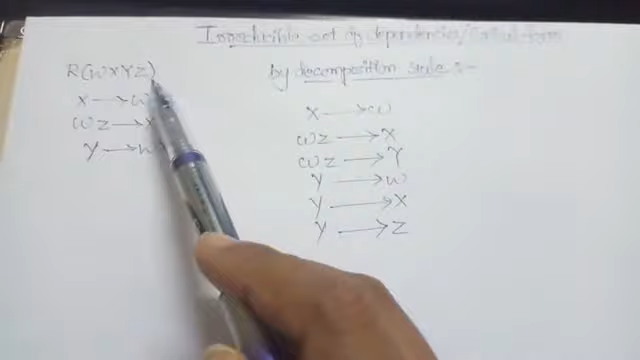 Irreducible set of dependencies/Canonical form
R(WXYZ)
X → W
WZ → X
Y → W
by decomposition rule :-
X → W
WZ → X
WZ → Y
Y → W
Y → X
Y → Z